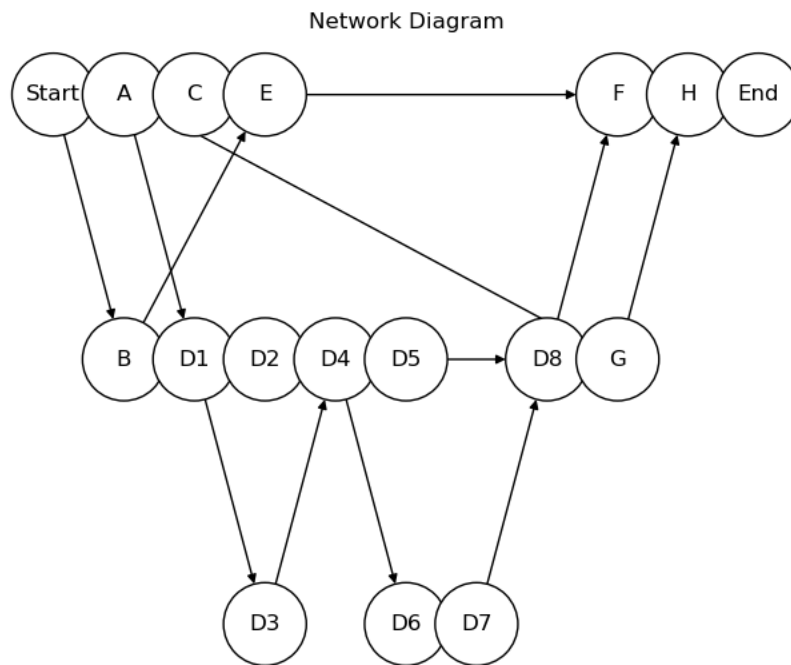 Network Diagram
Start A C E F H End
B D1 D2 D4 D5 D8 G
D3 D6 D7